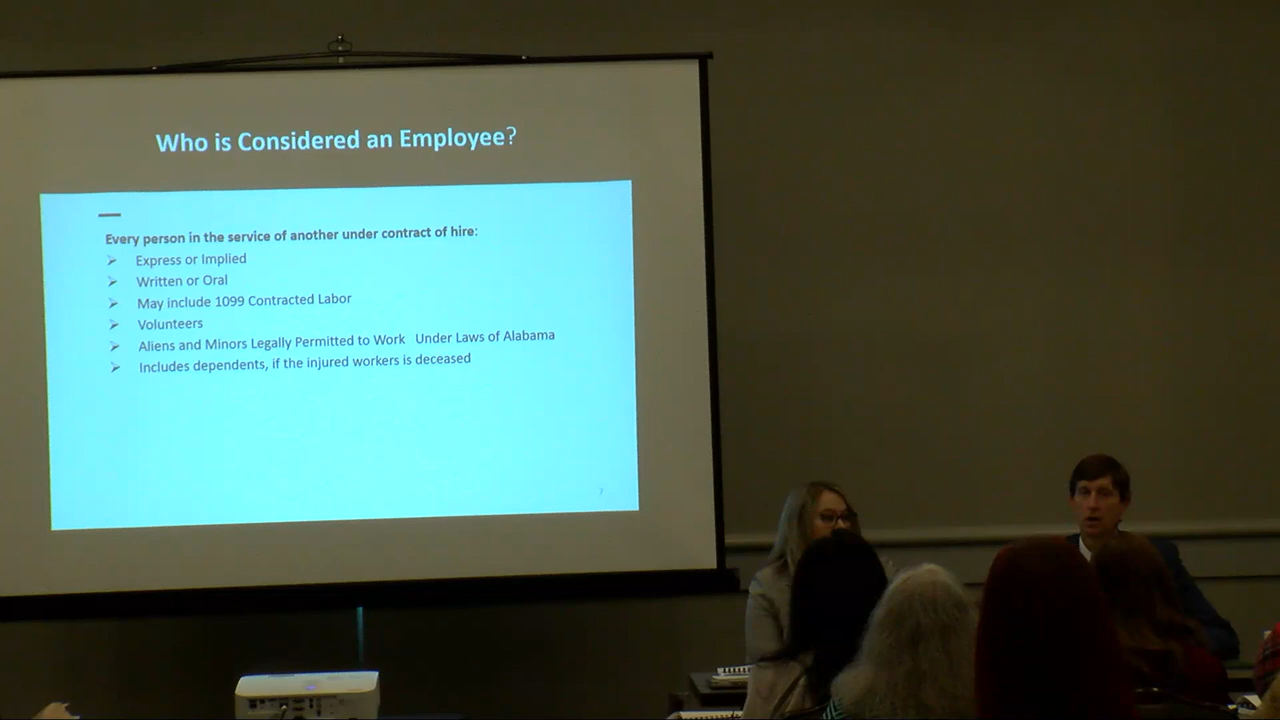 Who is Considered an Employee?
Every person in the service of another under contract of hire:
Express or Implied
Written or Oral
May include 1099 Contracted Labor
Volunteers
Aliens and Minors Legally Permitted to Work Under Laws of Alabama
Includes dependents, if the injured workers is deceased
7